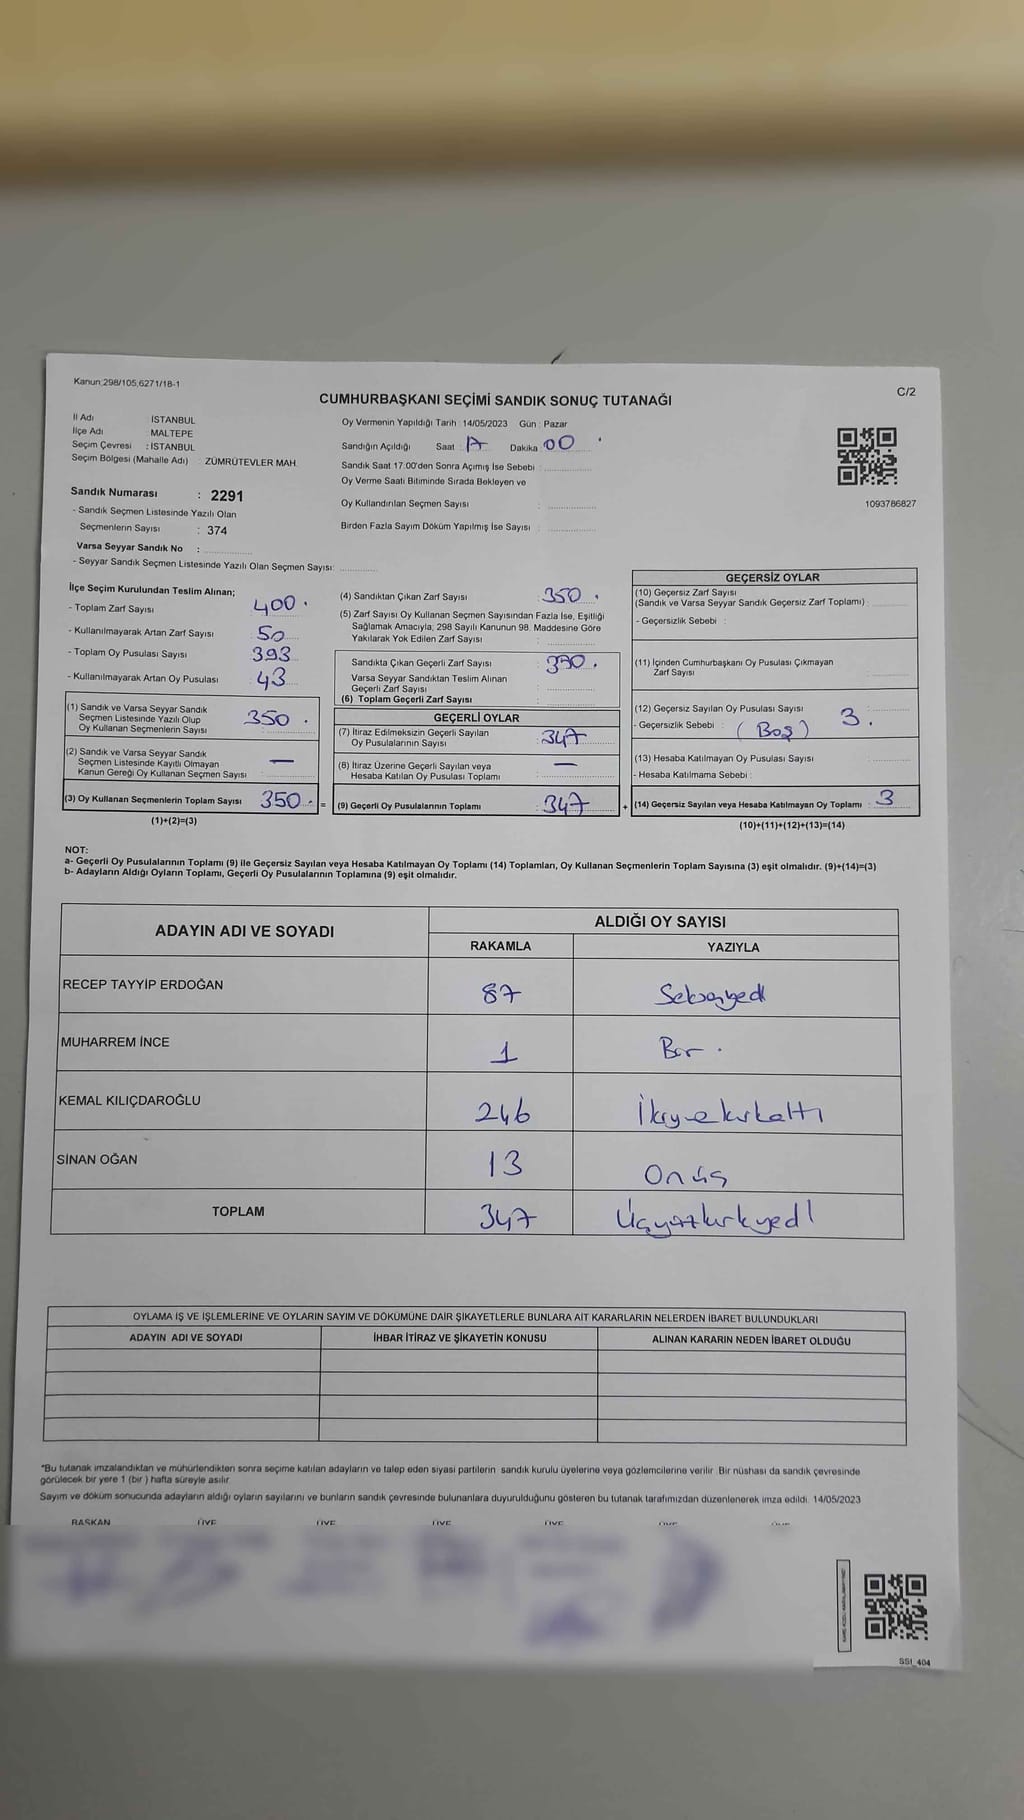 Kanun 298/105,6271/18-1
C/2
CUMHURBAŞKANI SEÇİMİ SANDIK SONUÇ TUTANAĞI
İl Adı : İSTANBUL
İlçe Adı : MALTEPE
Seçim Çevresi : İSTANBUL
Seçim Bölgesi (Mahalle Adı) : ZÜMRÜTEVLER MAH.
Sandık Numarası : 2291
- Sandık Seçmen Listesinde Yazılı Olan
Seçmenlerin Sayısı : 374
Varsa Seyyar Sandık No :
- Seyyar Sandık Seçmen Listesinde Yazılı Olan Seçmen Sayısı:
Oy Vermenin Yapıldığı Tarih : 14/05/2023 Gün : Pazar
Sandığın Açıldığı Saat 17 Dakika 00
Sandık Saat 17.00'den Sonra Açımış İse Sebebi :
Oy Verme Saati Bitiminde Sırada Bekleyen ve
Oy Kullandırılan Seçmen Sayısı :
Birden Fazla Sayım Döküm Yapılmış İse Sayısı :
1093786827
İlçe Seçim Kurulundan Teslim Alınan;
- Toplam Zarf Sayısı 400
- Kullanılmayarak Artan Zarf Sayısı 50
- Toplam Oy Pusulası Sayısı 393
- Kullanılmayarak Artan Oy Pusulası 43
(1) Sandık ve Varsa Seyyar Sandık
Seçmen Listesinde Yazılı Olup
Oy Kullanan Seçmenlerin Sayısı 350
(2) Sandık ve Varsa Seyyar Sandık
Seçmen Listesinde Kayıtlı Olmayan
Kanun Gereği Oy Kullanan Seçmen Sayısı —
(3) Oy Kullanan Seçmenlerin Toplam Sayısı 350 =
(1)+(2)=(3)
(4) Sandıktan Çıkan Zarf Sayısı 350
(5) Zarf Sayısı Oy Kullanan Seçmen Sayısından Fazla İse, Eşitliği
Sağlamak Amacıyla, 298 Sayılı Kanunun 98. Maddesine Göre
Yakılarak Yok Edilen Zarf Sayısı :
Sandıkta Çıkan Geçerli Zarf Sayısı
Varsa Seyyar Sandıktan Teslim Alınan
Geçerli Zarf Sayısı
(6) Toplam Geçerli Zarf Sayısı
GEÇERLİ OYLAR
(7) İtiraz Edilmeksizin Geçerli Sayılan
Oy Pusulalarının Sayısı : 347
(8) İtiraz Üzerine Geçerli Sayılan veya
Hesaba Katılan Oy Pusulası Toplamı : —
(9) Geçerli Oy Pusulalarının Toplamı : 347 +
GEÇERSİZ OYLAR
(10) Geçersiz Zarf Sayısı
(Sandık ve Varsa Seyyar Sandık Geçersiz Zarf Toplamı) :
- Geçersizlik Sebebi :
(11) İçinden Cumhurbaşkanı Oy Pusulası Çıkmayan
Zarf Sayısı
(12) Geçersiz Sayılan Oy Pusulası Sayısı : 3
- Geçersizlik Sebebi : (Boş)
(13) Hesaba Katılmayan Oy Pusulası Sayısı :
- Hesaba Katılmama Sebebi :
(14) Geçersiz Sayılan veya Hesaba Katılmayan Oy Toplamı : 3
(10)+(11)+(12)+(13)=(14)
NOT:
a- Geçerli Oy Pusulalarının Toplamı (9) ile Geçersiz Sayılan veya Hesaba Katılmayan Oy Toplamı (14) Toplamları, Oy Kullanan Seçmenlerin Toplam Sayısına (3) eşit olmalıdır. (9)+(14)=(3)
b- Adayların Aldığı Oyların Toplamı, Geçerli Oy Pusulalarının Toplamına (9) eşit olmalıdır.
ADAYIN ADI VE SOYADI
ALDIĞI OY SAYISI
RAKAMLA YAZIYLA
RECEP TAYYİP ERDOĞAN 87
MUHARREM İNCE 1 Bir
KEMAL KILIÇDAROĞLU 246
SİNAN OĞAN 13 Onüç
TOPLAM 347
OYLAMA İŞ VE İŞLEMLERİNE VE OYLARIN SAYIM VE DÖKÜMÜNE DAİR ŞİKAYETLERLE BUNLARA AİT KARARLARIN NELERDEN İBARET BULUNDUKLARI
ADAYIN ADI VE SOYADI
İHBAR İTİRAZ VE ŞİKAYETİN KONUSU
ALINAN KARARIN NEDEN İBARET OLDUĞU
*Bu tutanak imzalandıktan ve mühürlendikten sonra seçime katılan adayların ve talep eden siyasi partilerin sandık kurulu üyelerine veya gözlemcilerine verilir. Bir nüshası da sandık çevresinde
görülecek bir yere 1 (bir ) hafta süreyle asılır.
Sayım ve döküm sonucunda adayların aldığı oyların sayılarını ve bunların sandık çevresinde bulunanlara duyurulduğunu gösteren bu tutanak tarafımızdan düzenlenerek imza edildi. 14/05/2023
BAŞKAN ÜYE ÜYE ÜYE ÜYE
SSI_404